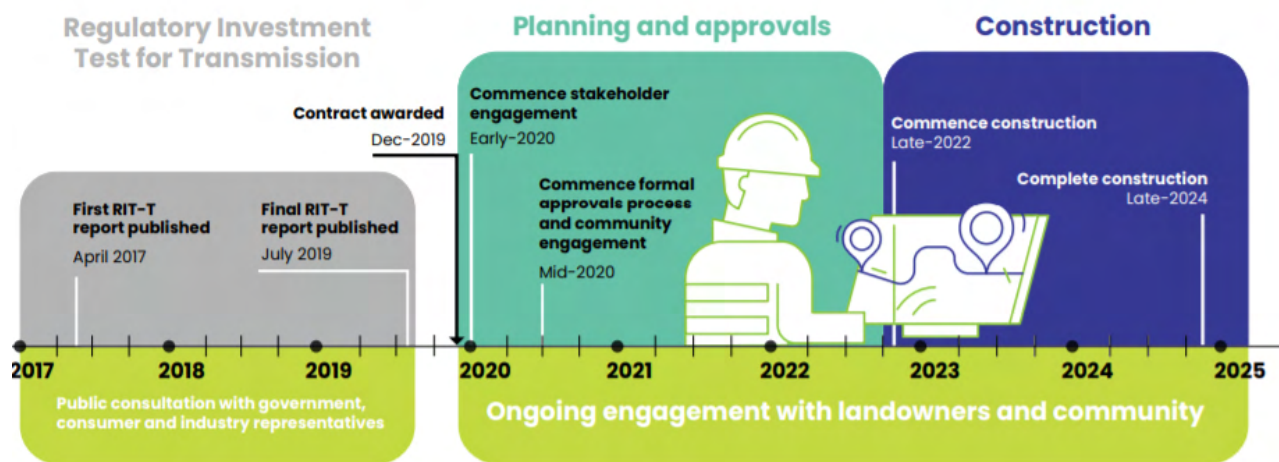 Regulatory Investment
Test for Transmission
Planning and approvals
Construction
Contract awarded
Dec-2019
Commence stakeholder
engagement
Early-2020
Commence construction
Late-2022
Complete construction
Late-2024
First RIT-T
report published
April 2017
Final RIT-T
report published
July 2019
Commence formal
approvals process
and community
engagement
Mid-2020
2017 2018 2019 2020 2021 2022 2023 2024 2025
Public consultation with government,
consumer and industry representatives
Ongoing engagement with landowners and community